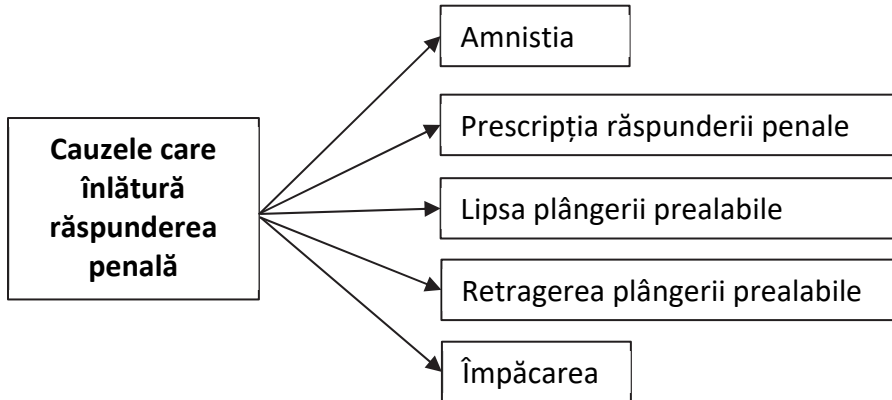 Cauzele care
înlătură
răspunderea
penală
Amnistia
Prescripția răspunderii penale
Lipsa plângerii prealabile
Retragerea plângerii prealabile
Împăcarea